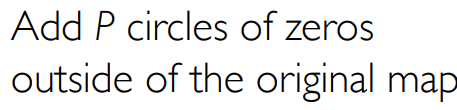 Add P circles of zeros
outside of the original map